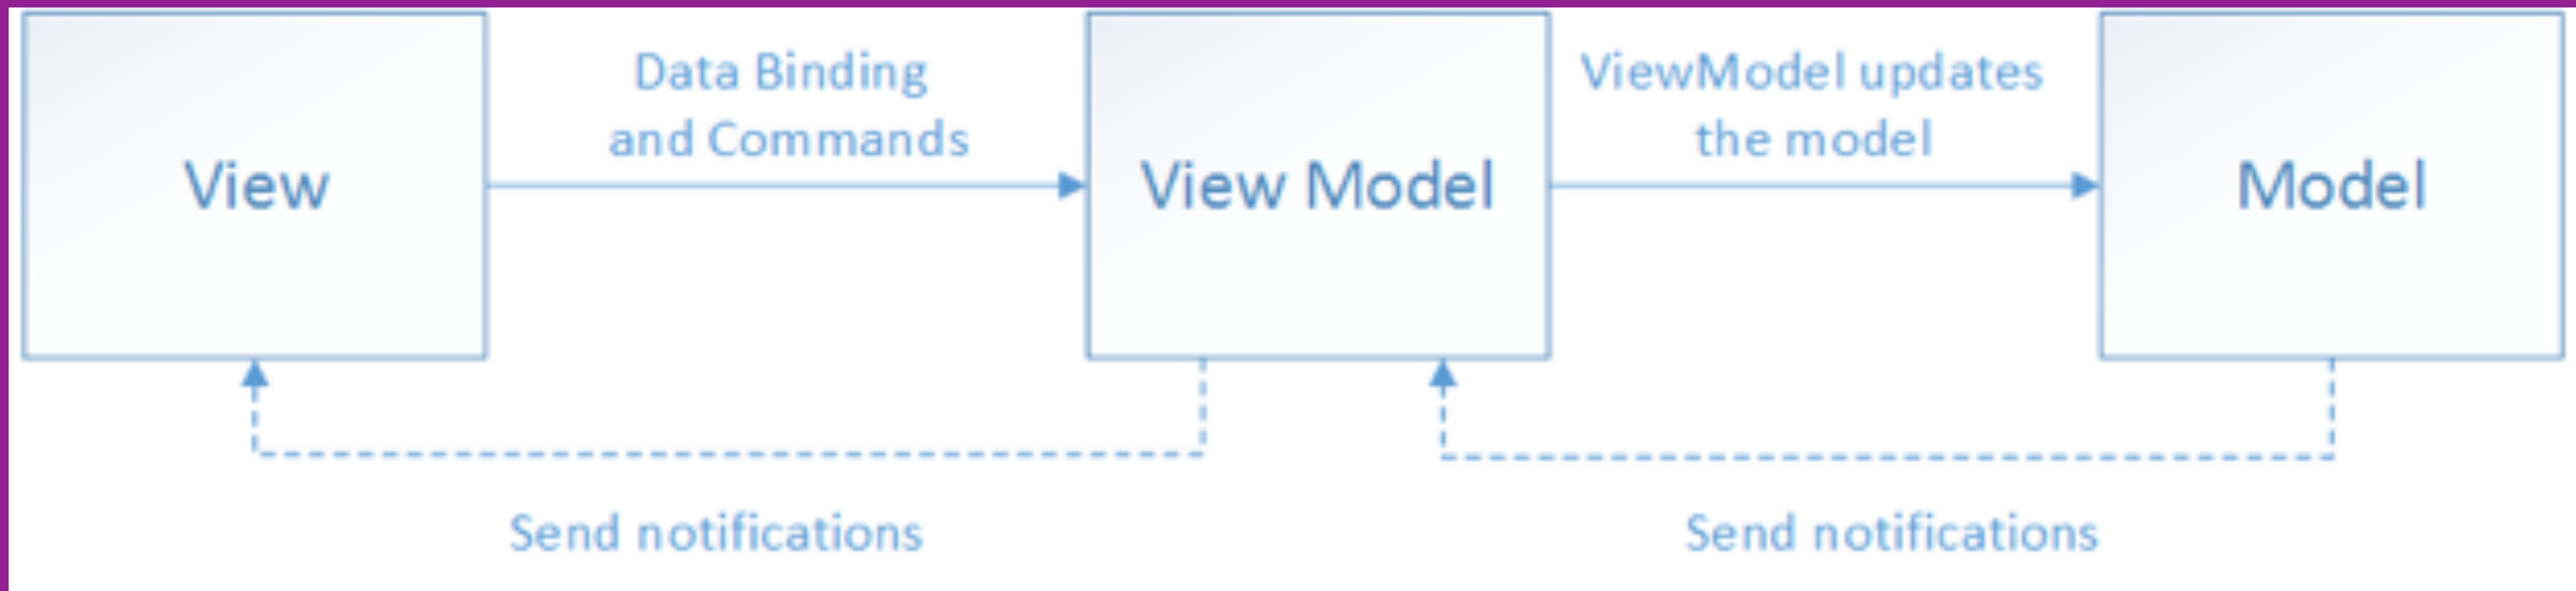 View
Data Binding
and Commands
View Model
ViewModel updates
the model
Model
Send notifications
Send notifications